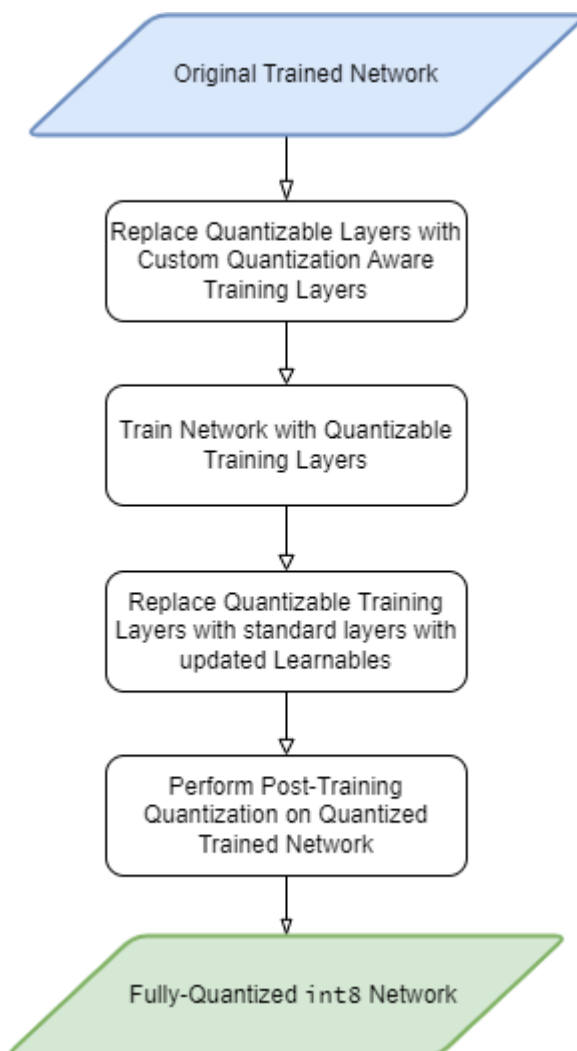 Original Trained Network
Replace Quantizable Layers with
Custom Quantization Aware
Training Layers
Train Network with Quantizable
Training Layers
Replace Quantizable Training
Layers with standard layers with
updated Learnables
Perform Post-Training
Quantization on Quantized
Trained Network
Fully-Quantized int8 Network